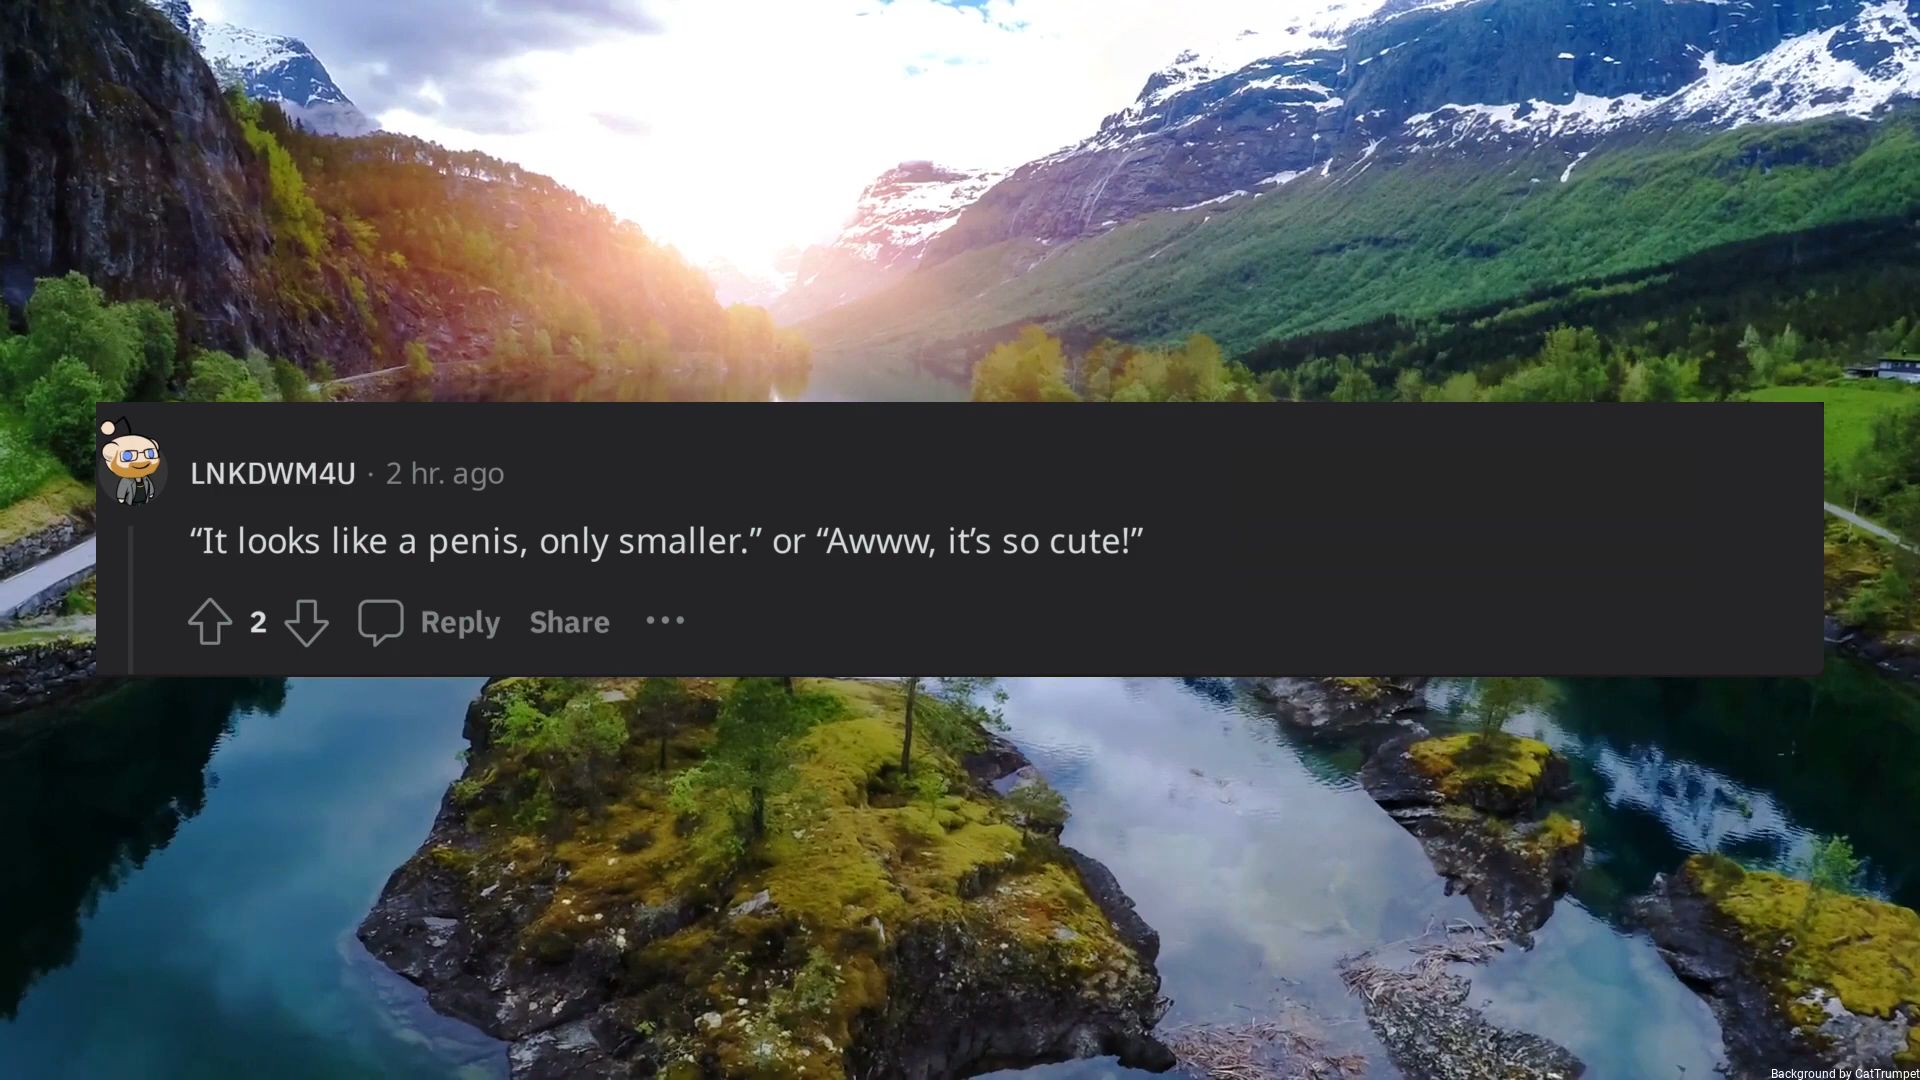 LNKDWM4U · 2 hr. ago
“It looks like a penis, only smaller.” or “Awww, it’s so cute!”
2 Reply Share ···
Background by CatTrumpet